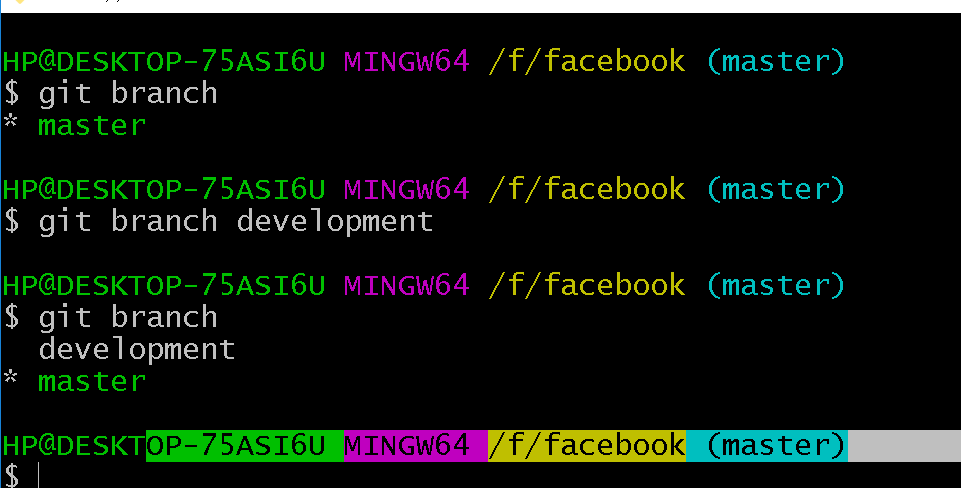 HP@DESKTOP-75ASI6U MINGW64 /f/facebook (master)
$ git branch
* master
HP@DESKTOP-75ASI6U MINGW64 /f/facebook (master)
$ git branch development
HP@DESKTOP-75ASI6U MINGW64 /f/facebook (master)
$ git branch
  development
* master
HP@DESKTOP-75ASI6U MINGW64 /f/facebook (master)
$